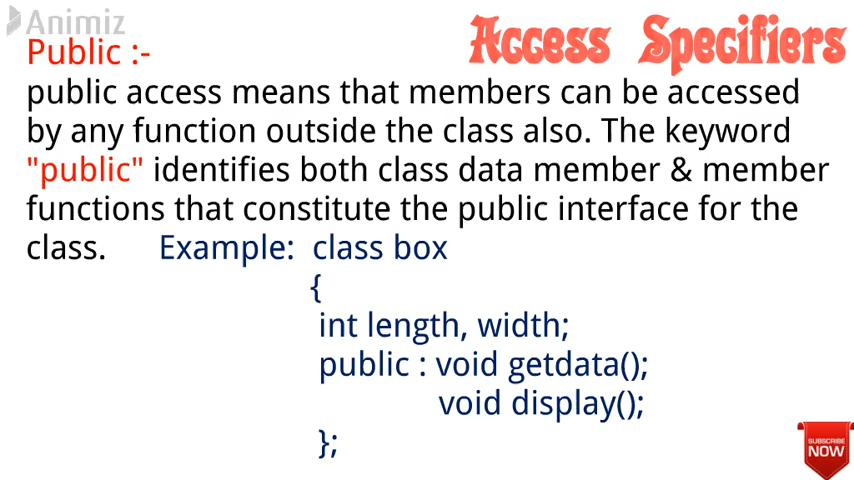 Animiz
Access Specifiers
Public :-
public access means that members can be accessed
by any function outside the class also. The keyword
"public" identifies both class data member & member
functions that constitute the public interface for the
class. Example: class box
{
int length, width;
public : void getdata();
void display();
};
SUBSCRIBE
NOW